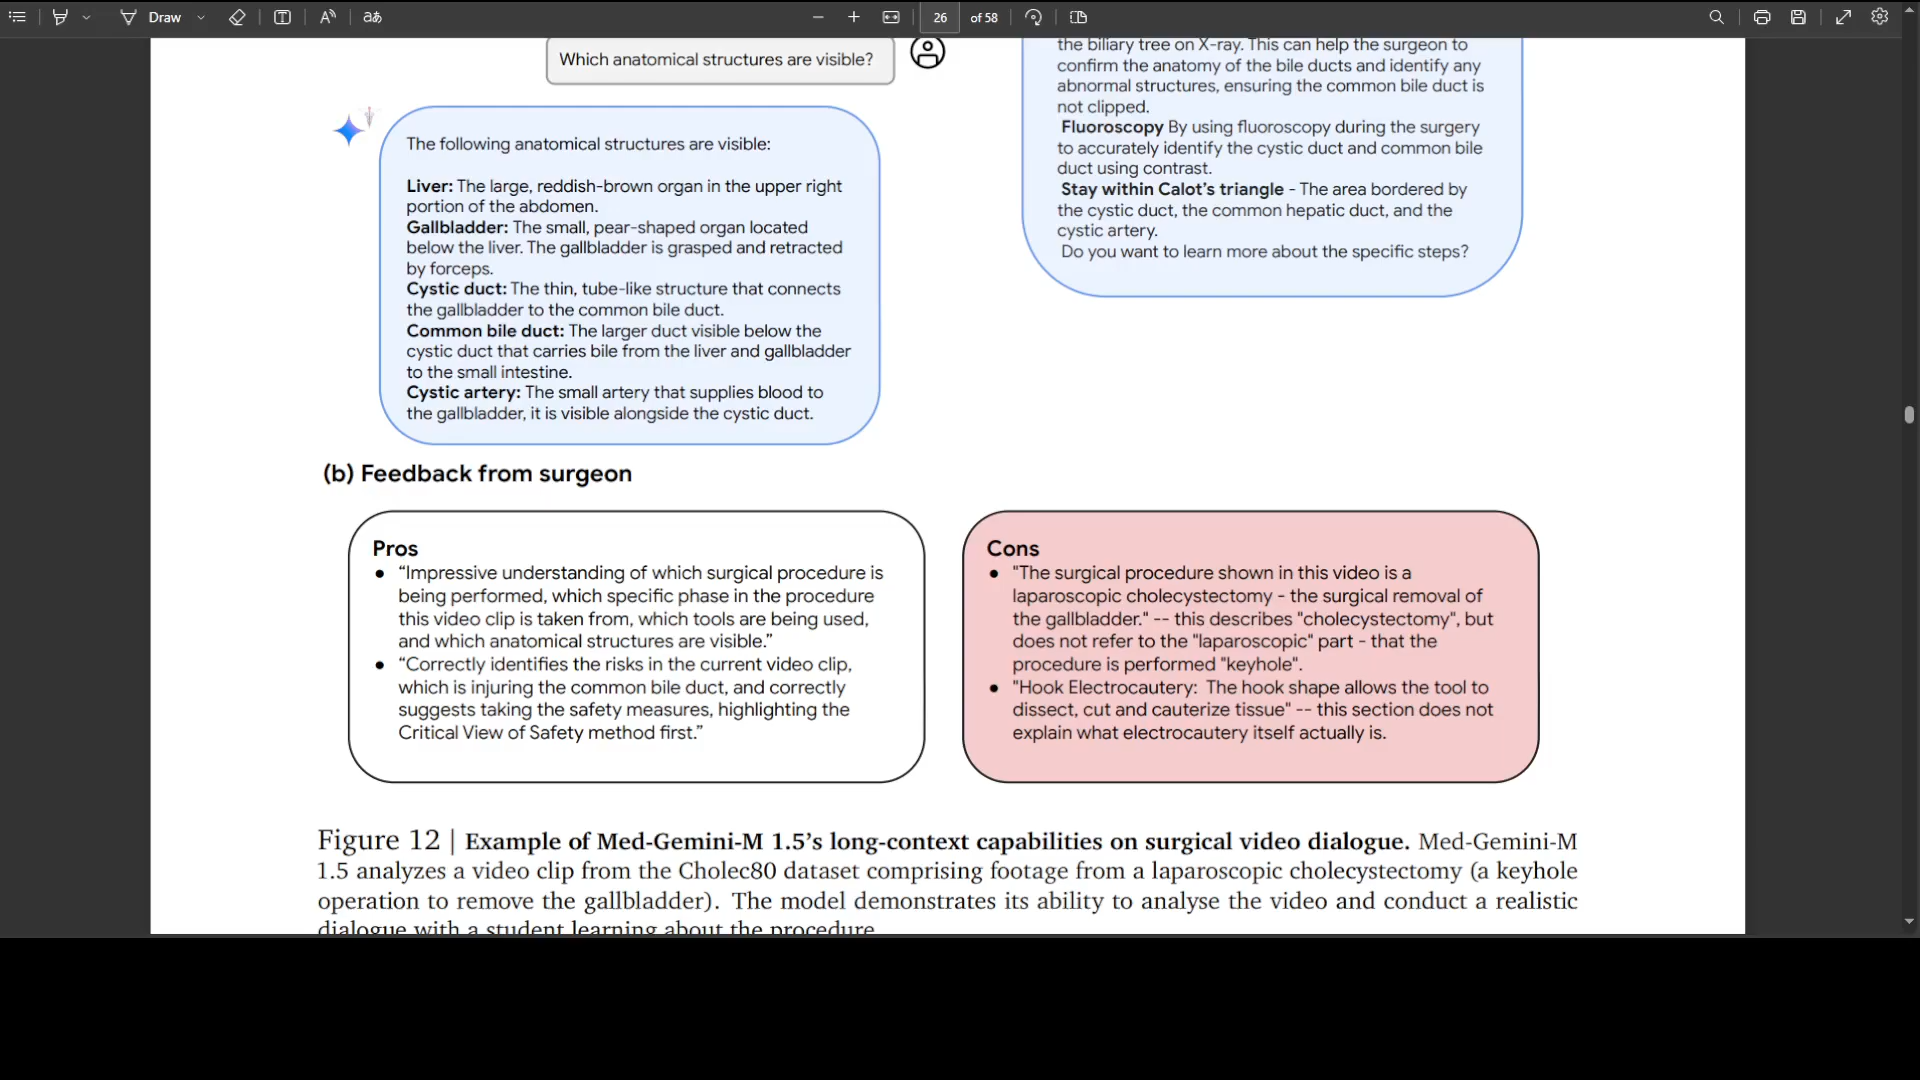 Draw
26
of 58
Which anatomical structures are visible?
The following anatomical structures are visible:
Liver: The large, reddish-brown organ in the upper right
portion of the abdomen.
Gallbladder: The small, pear-shaped organ located
below the liver. The gallbladder is grasped and retracted
by forceps.
Cystic duct: The thin, tube-like structure that connects
the gallbladder to the common bile duct.
Common bile duct: The larger duct visible below the
cystic duct that carries bile from the liver and gallbladder
to the small intestine.
Cystic artery: The small artery that supplies blood to
the gallbladder, it is visible alongside the cystic duct.
the biliary tree on X-ray. This can help the surgeon to
confirm the anatomy of the bile ducts and identify any
abnormal structures, ensuring the common bile duct is
not clipped.
Fluoroscopy By using fluoroscopy during the surgery
to accurately identify the cystic duct and common bile
duct using contrast.
Stay within Calot's triangle - The area bordered by
the cystic duct, the common hepatic duct, and the
cystic artery.
Do you want to learn more about the specific steps?
(b) Feedback from surgeon
Pros
● “Impressive understanding of which surgical procedure is
being performed, which specific phase in the procedure
this video clip is taken from, which tools are being used,
and which anatomical structures are visible.”
● “Correctly identifies the risks in the current video clip,
which is injuring the common bile duct, and correctly
suggests taking the safety measures, highlighting the
Critical View of Safety method first.”
Cons
● "The surgical procedure shown in this video is a
laparoscopic cholecystectomy - the surgical removal of
the gallbladder." -- this describes "cholecystectomy", but
does not refer to the "laparoscopic" part - that the
procedure is performed "keyhole".
● "Hook Electrocautery: The hook shape allows the tool to
dissect, cut and cauterize tissue" -- this section does not
explain what electrocautery itself actually is.
Figure 12 | Example of Med-Gemini-M 1.5’s long-context capabilities on surgical video dialogue. Med-Gemini-M
1.5 analyzes a video clip from the Cholec80 dataset comprising footage from a laparoscopic cholecystectomy (a keyhole
operation to remove the gallbladder). The model demonstrates its ability to analyse the video and conduct a realistic
dialogue with a student learning about the procedure.